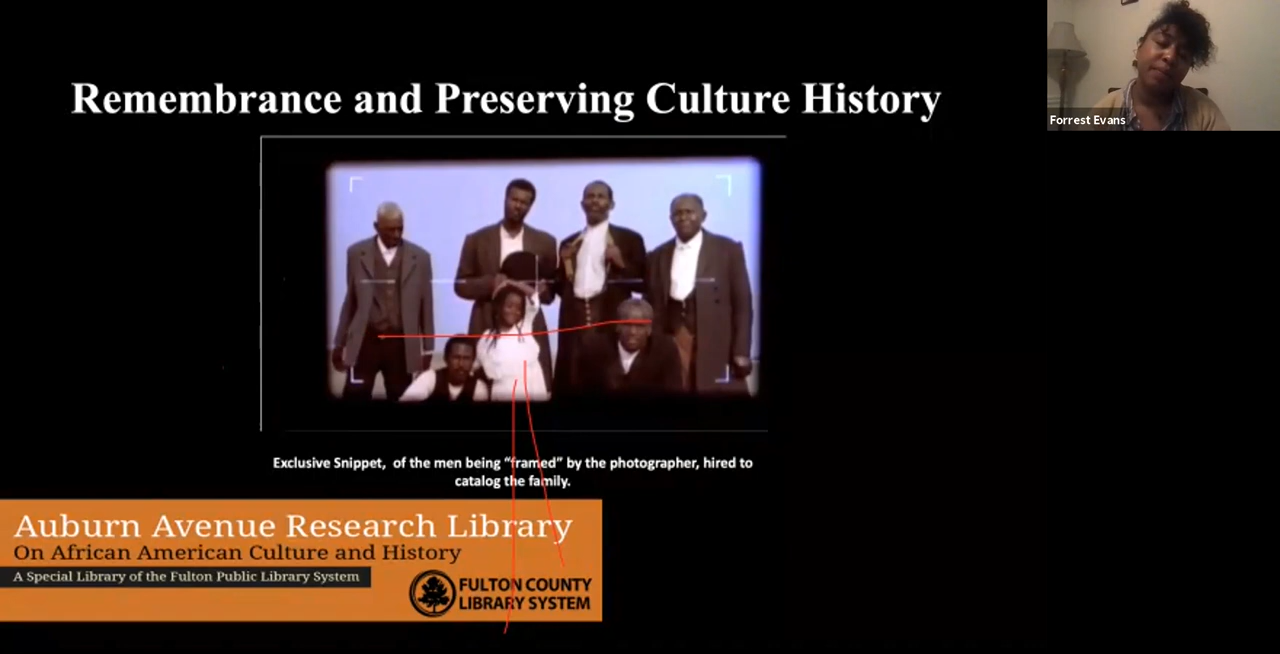 Remembrance and Preserving Culture History
Forrest Evans
Exclusive Snippet, of the men being “framed” by the photographer, hired to
catalog the family.
Auburn Avenue Research Library
On African American Culture and History
A Special Library of the Fulton Public Library System
FULTON COUNTY
LIBRARY SYSTEM